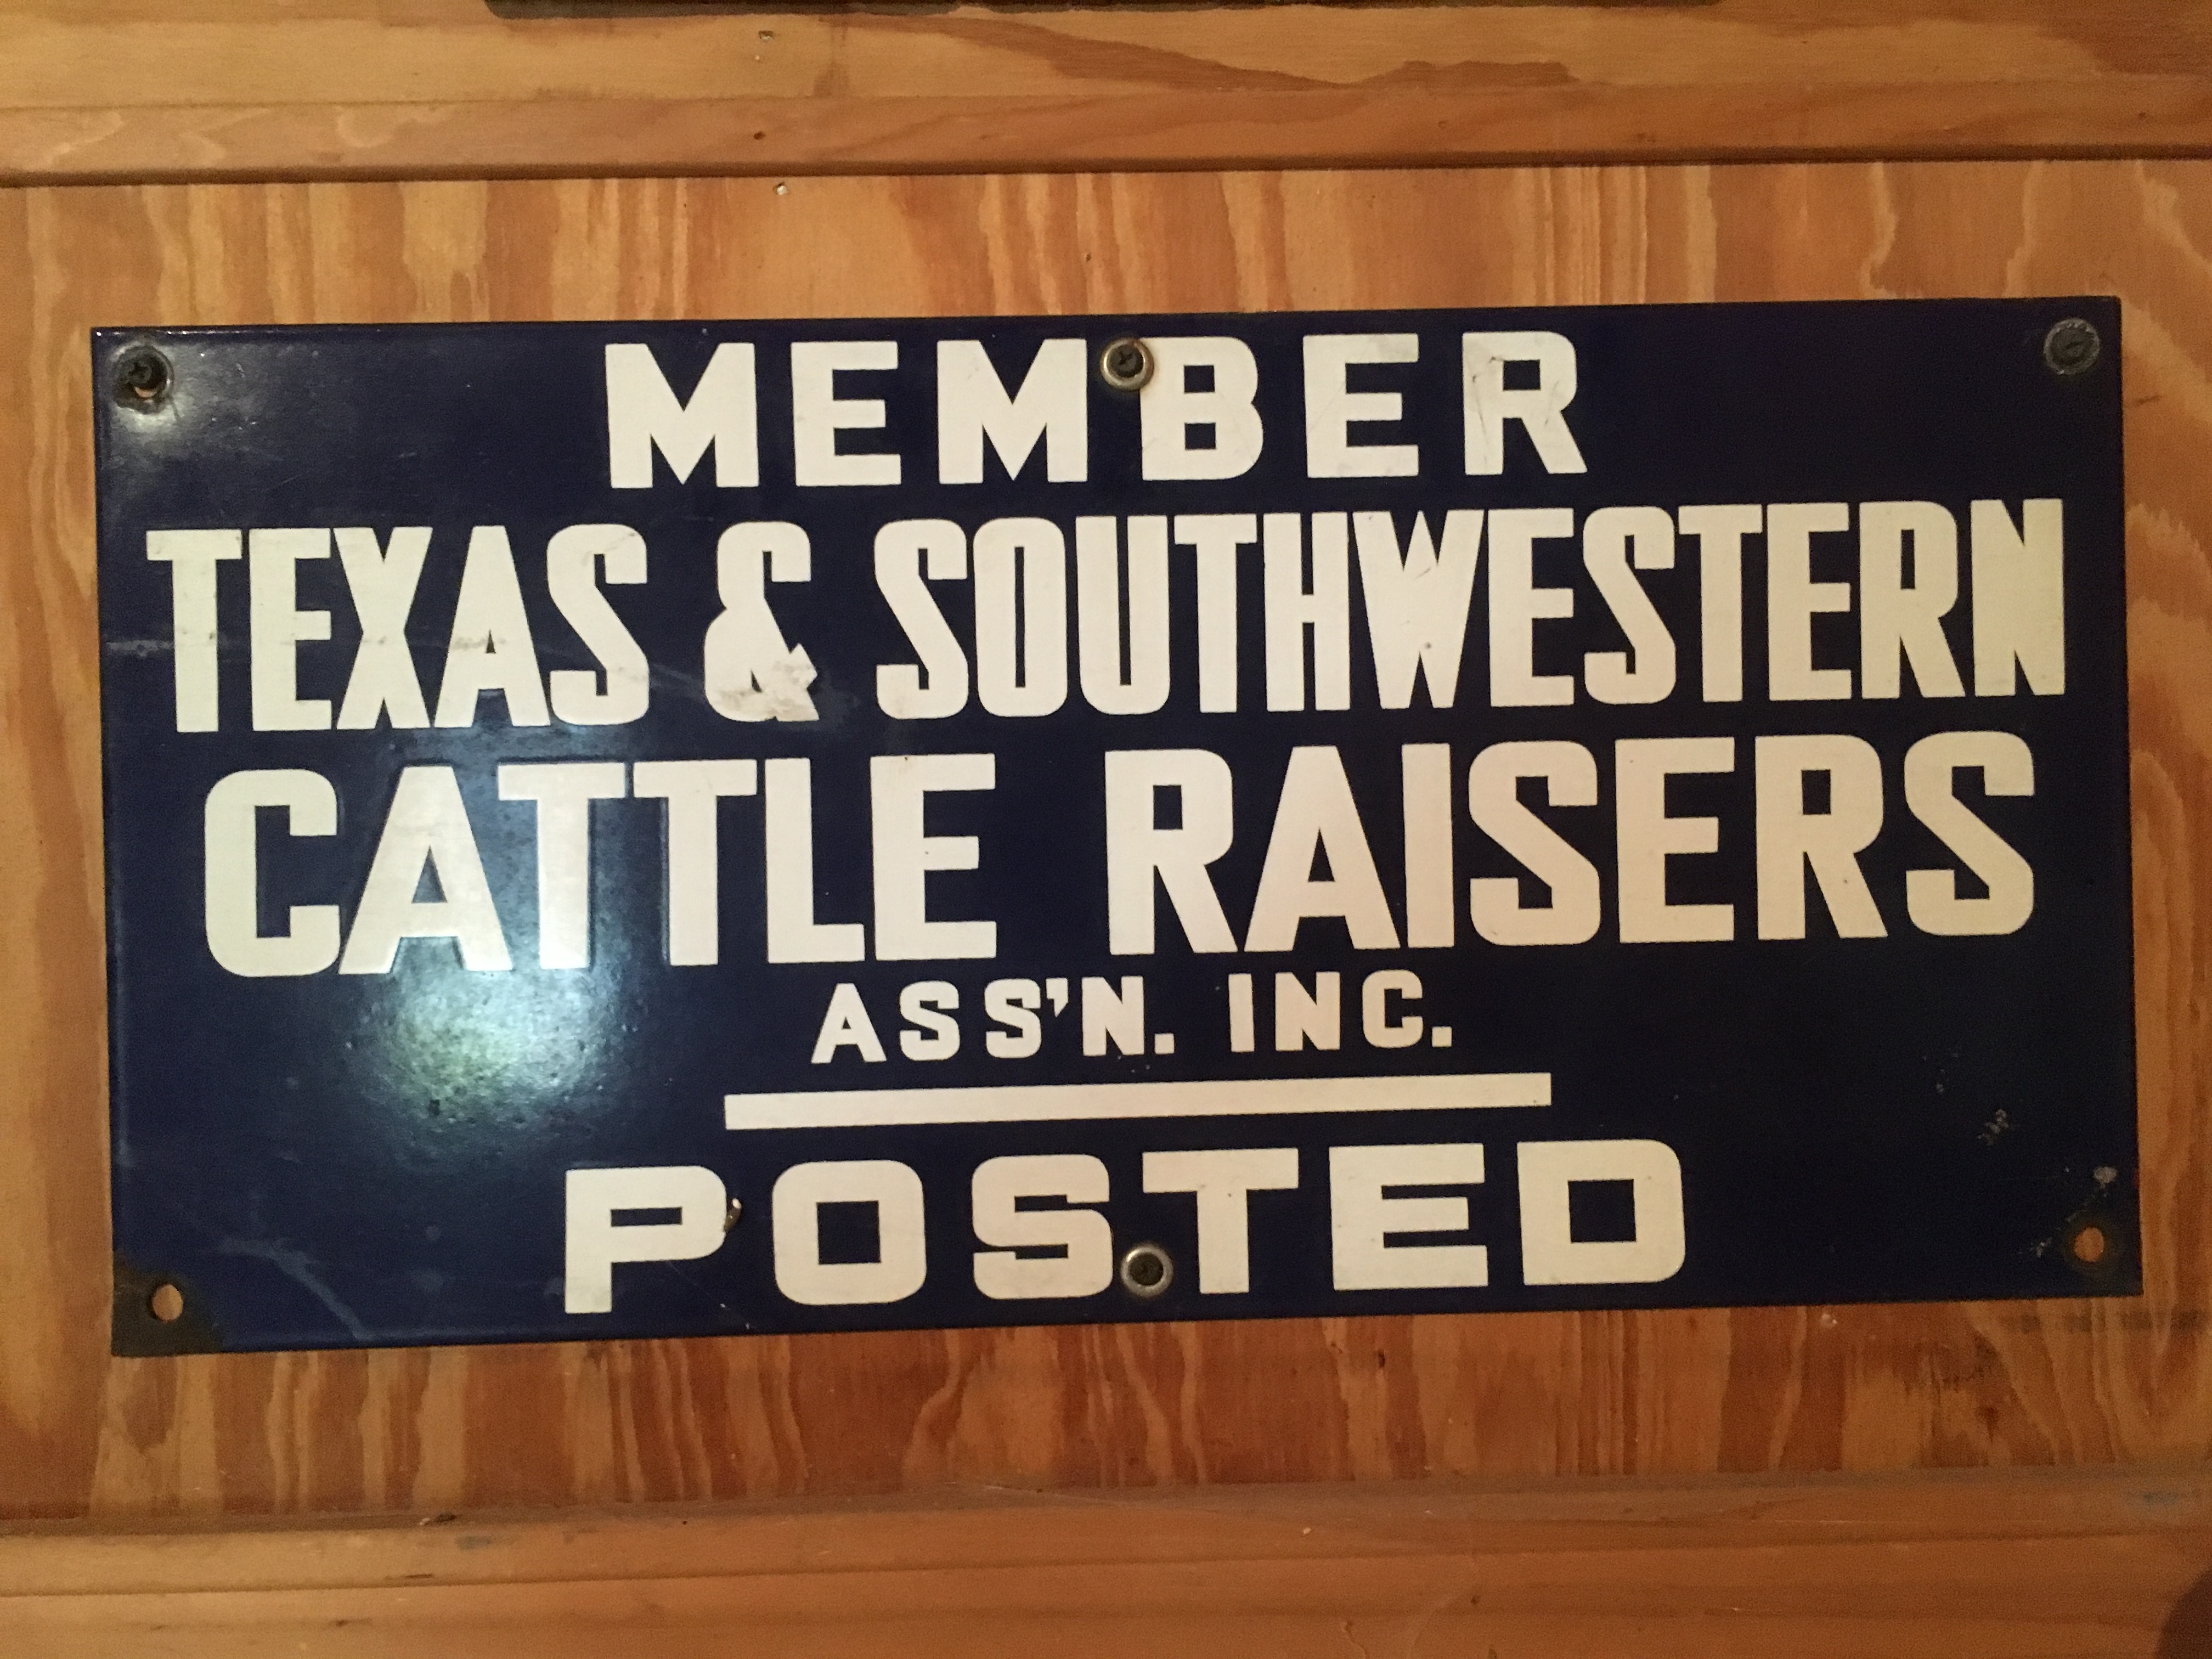 MEMBER
TEXAS & SOUTHWESTERN
CATTLE RAISERS
ASS'N. INC.
POSTED